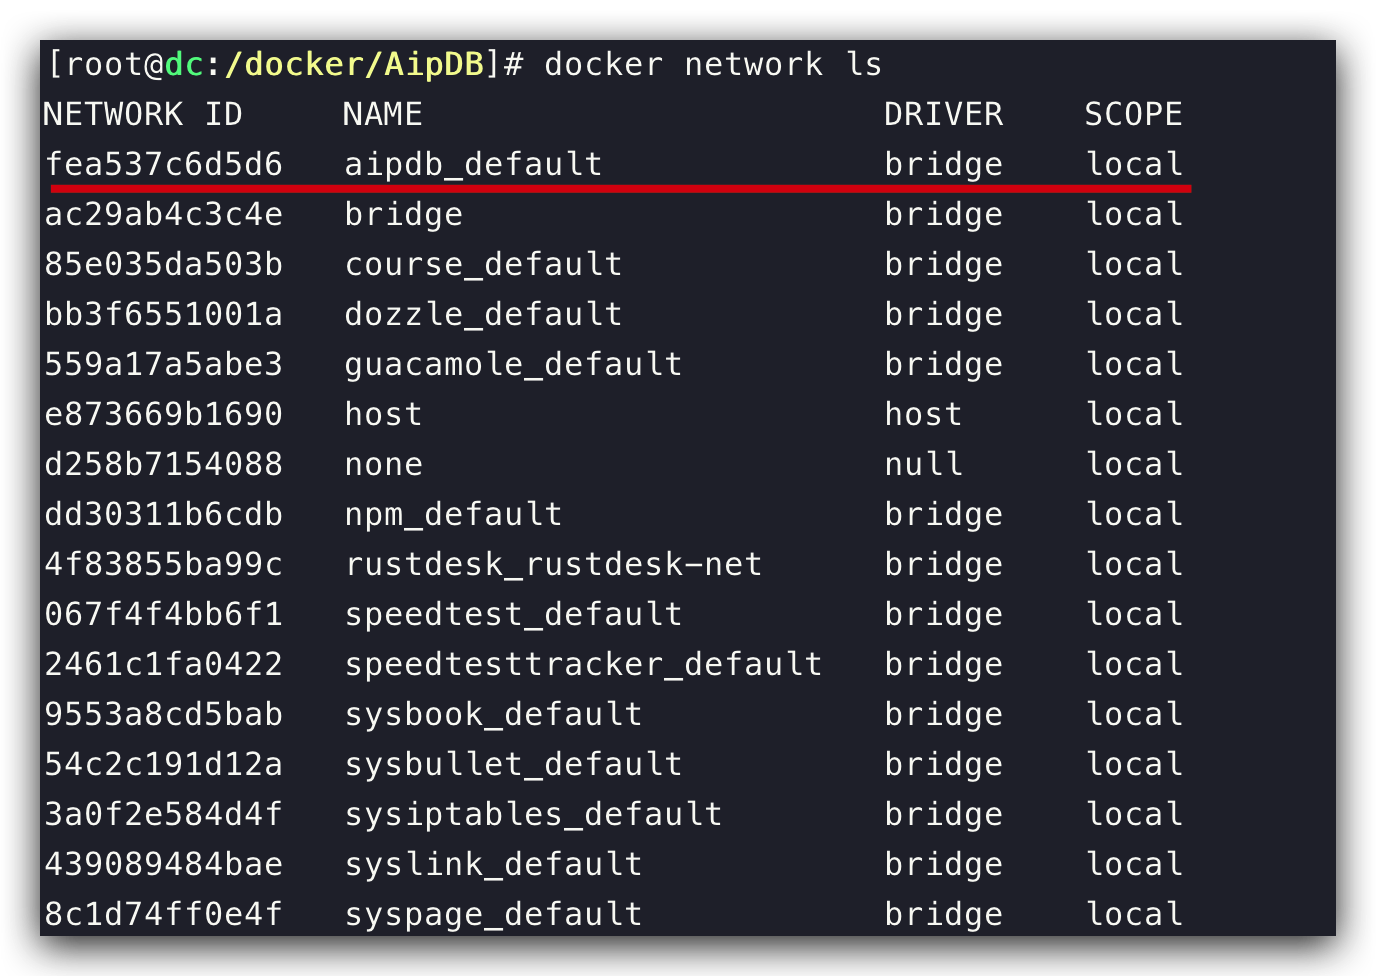 [root@dc:/docker/AipDB]# docker network ls
NETWORK ID   NAME   DRIVER   SCOPE
fea537c6d5d6   aipdb_default   bridge   local
ac29ab4c3c4e   bridge   bridge   local
85e035da503b   course_default   bridge   local
bb3f6551001a   dozzle_default   bridge   local
559a17a5abe3   guacamole_default   bridge   local
e873669b1690   host   host   local
d258b7154088   none   null   local
dd30311b6cdb   npm_default   bridge   local
4f83855ba99c   rustdesk_rustdesk-net   bridge   local
067f4f4bb6f1   speedtest_default   bridge   local
2461c1fa0422   speedtesttracker_default   bridge   local
9553a8cd5bab   sysbook_default   bridge   local
54c2c191d12a   sysbullet_default   bridge   local
3a0f2e584d4f   sysiptables_default   bridge   local
439089484bae   syslink_default   bridge   local
8c1d74ff0e4f   syspage_default   bridge   local